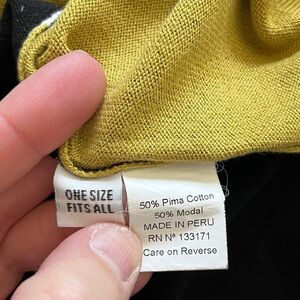 ONE SIZE
FITS ALL
50% Pima Cotton
50% Modal
MADE IN PERU
RN Nº 133171
Care on Reverse